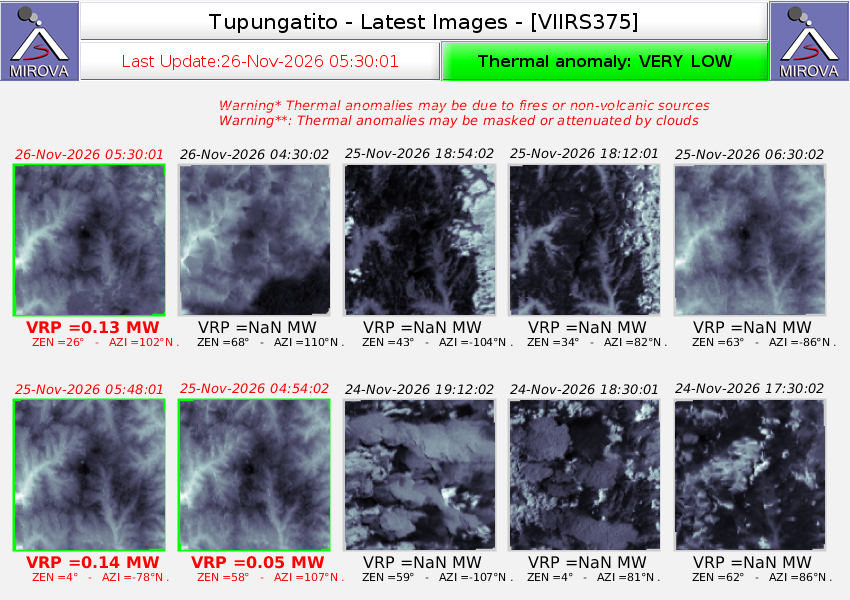 Tupungatito - Latest Images - [VIIRS375]
MIROVA
Last Update:26-Nov-2026 05:30:01
Thermal anomaly: VERY LOW
MIROVA
Warning* Thermal anomalies may be due to fires or non-volcanic sources
Warning**: Thermal anomalies may be masked or attenuated by clouds
26-Nov-2026 05:30:01 26-Nov-2026 04:30:02 25-Nov-2026 18:54:02 25-Nov-2026 18:12:01 25-Nov-2026 06:30:02
VRP =0.13 MW VRP =NaN MW VRP =NaN MW VRP =NaN MW VRP =NaN MW
ZEN =26° - AZI =102°N . ZEN =68° - AZI =110°N . ZEN =43° - AZI =-104°N . ZEN =34° - AZI =82°N . ZEN =63° - AZI =-86°N .
25-Nov-2026 05:48:01 25-Nov-2026 04:54:02 24-Nov-2026 19:12:02 24-Nov-2026 18:30:01 24-Nov-2026 17:30:02
VRP =0.14 MW VRP =0.05 MW VRP =NaN MW VRP =NaN MW VRP =NaN MW
ZEN =4° - AZI =-78°N . ZEN =58° - AZI =107°N . ZEN =59° - AZI =-107°N . ZEN =4° - AZI =81°N . ZEN =62° - AZI =86°N .